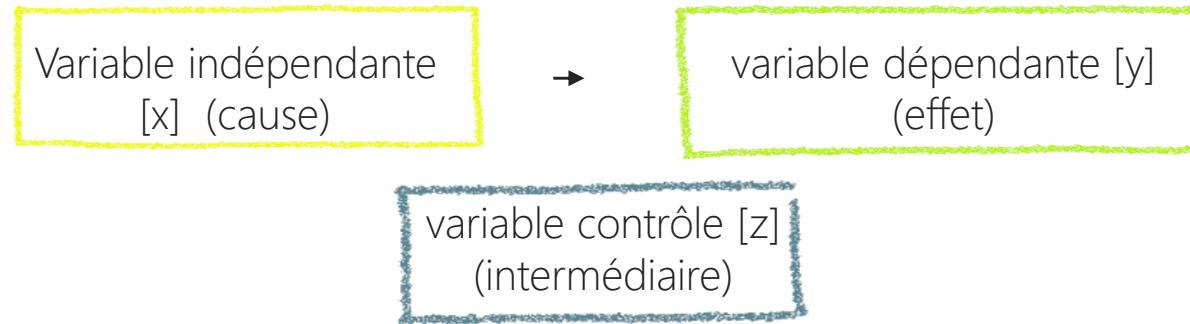 Variable indépendante
[x] (cause)
→
variable dépendante [y]
(effet)
variable contrôle [z]
(intermédiaire)